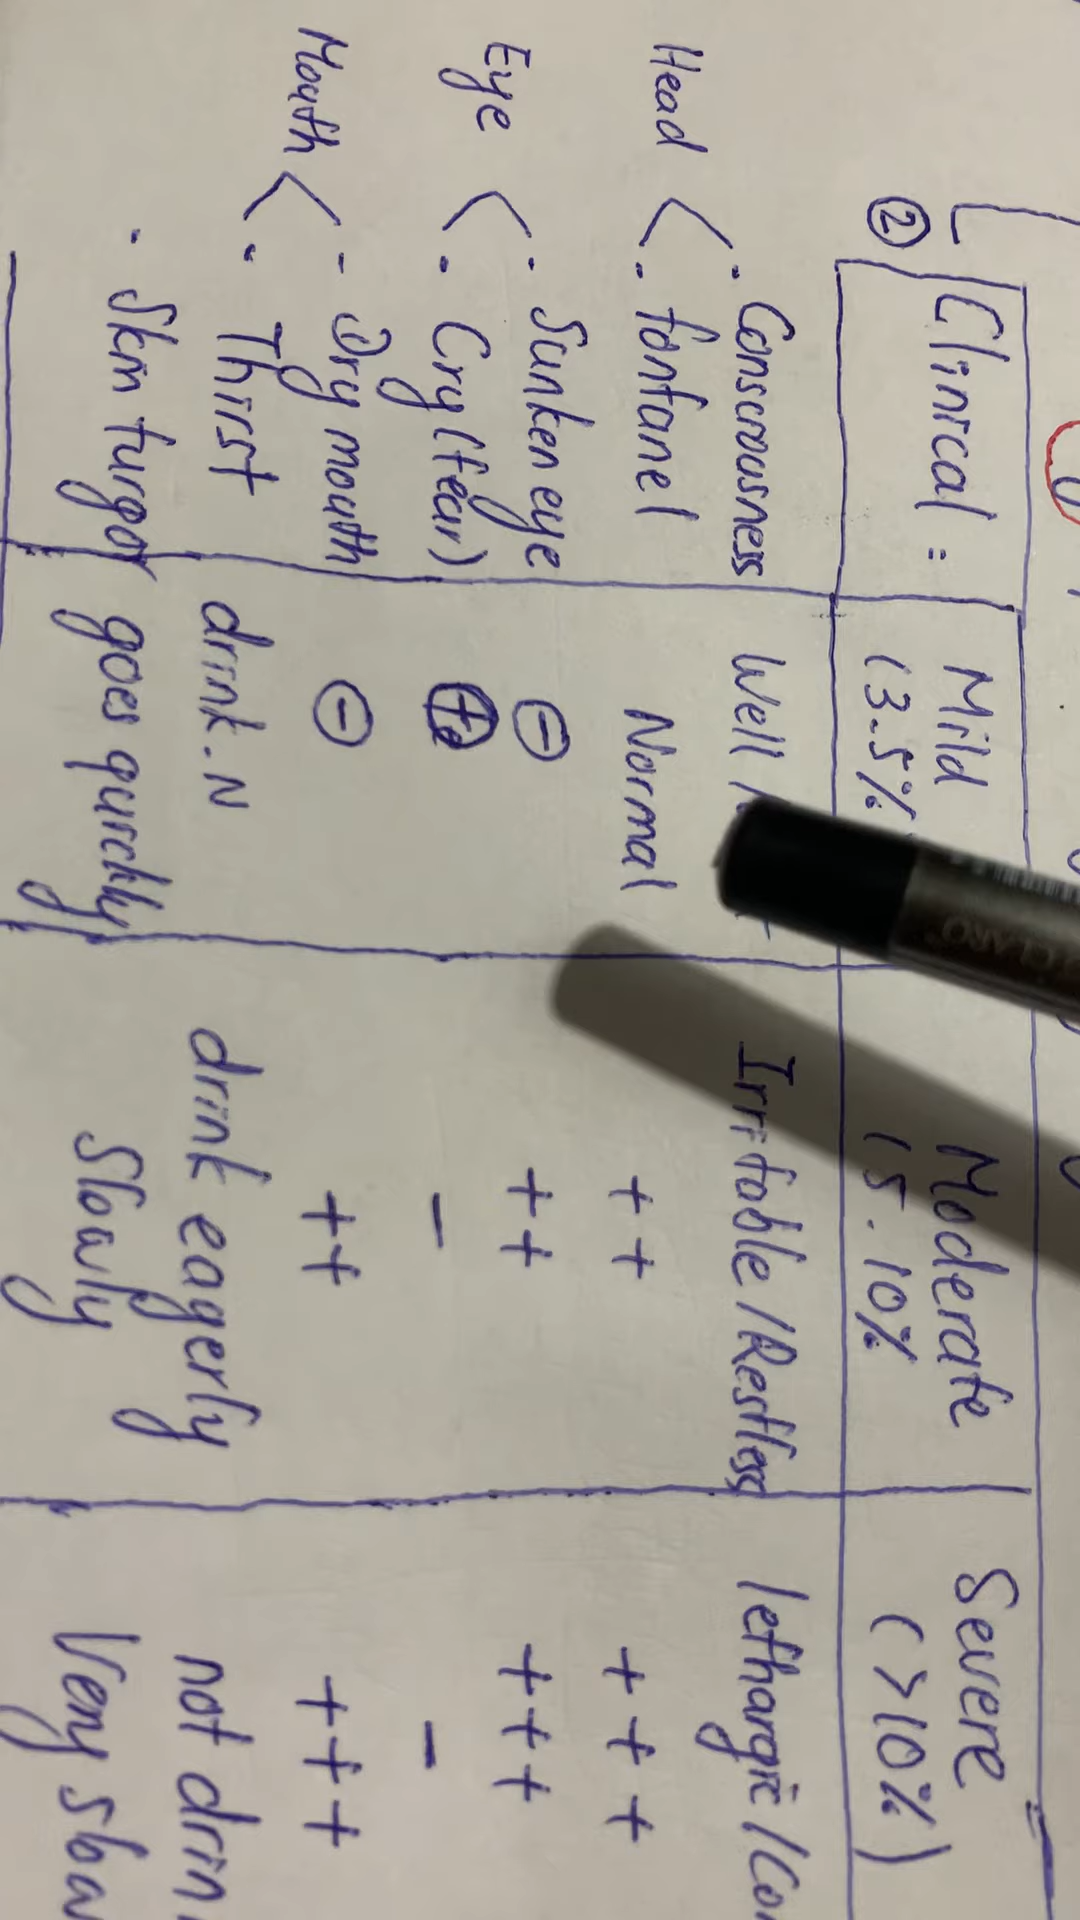 ② Clinical: Mild Moderate Severe
(3-5% (5-10% (>10%)
Head < . Conscrousness Well Irritable/Restless lethargic/Co
. fontanel Normal ++ +++
Eye < . Sunken eye ⊖ ++ +++
. Cry (tear) ⊕ - -
Mouth < - Dry mouth ⊖ ++ +++
. Thirst drink.N drink eagerly not drin
. Skin turgor goes quickly Slowly Very slow
CLARO